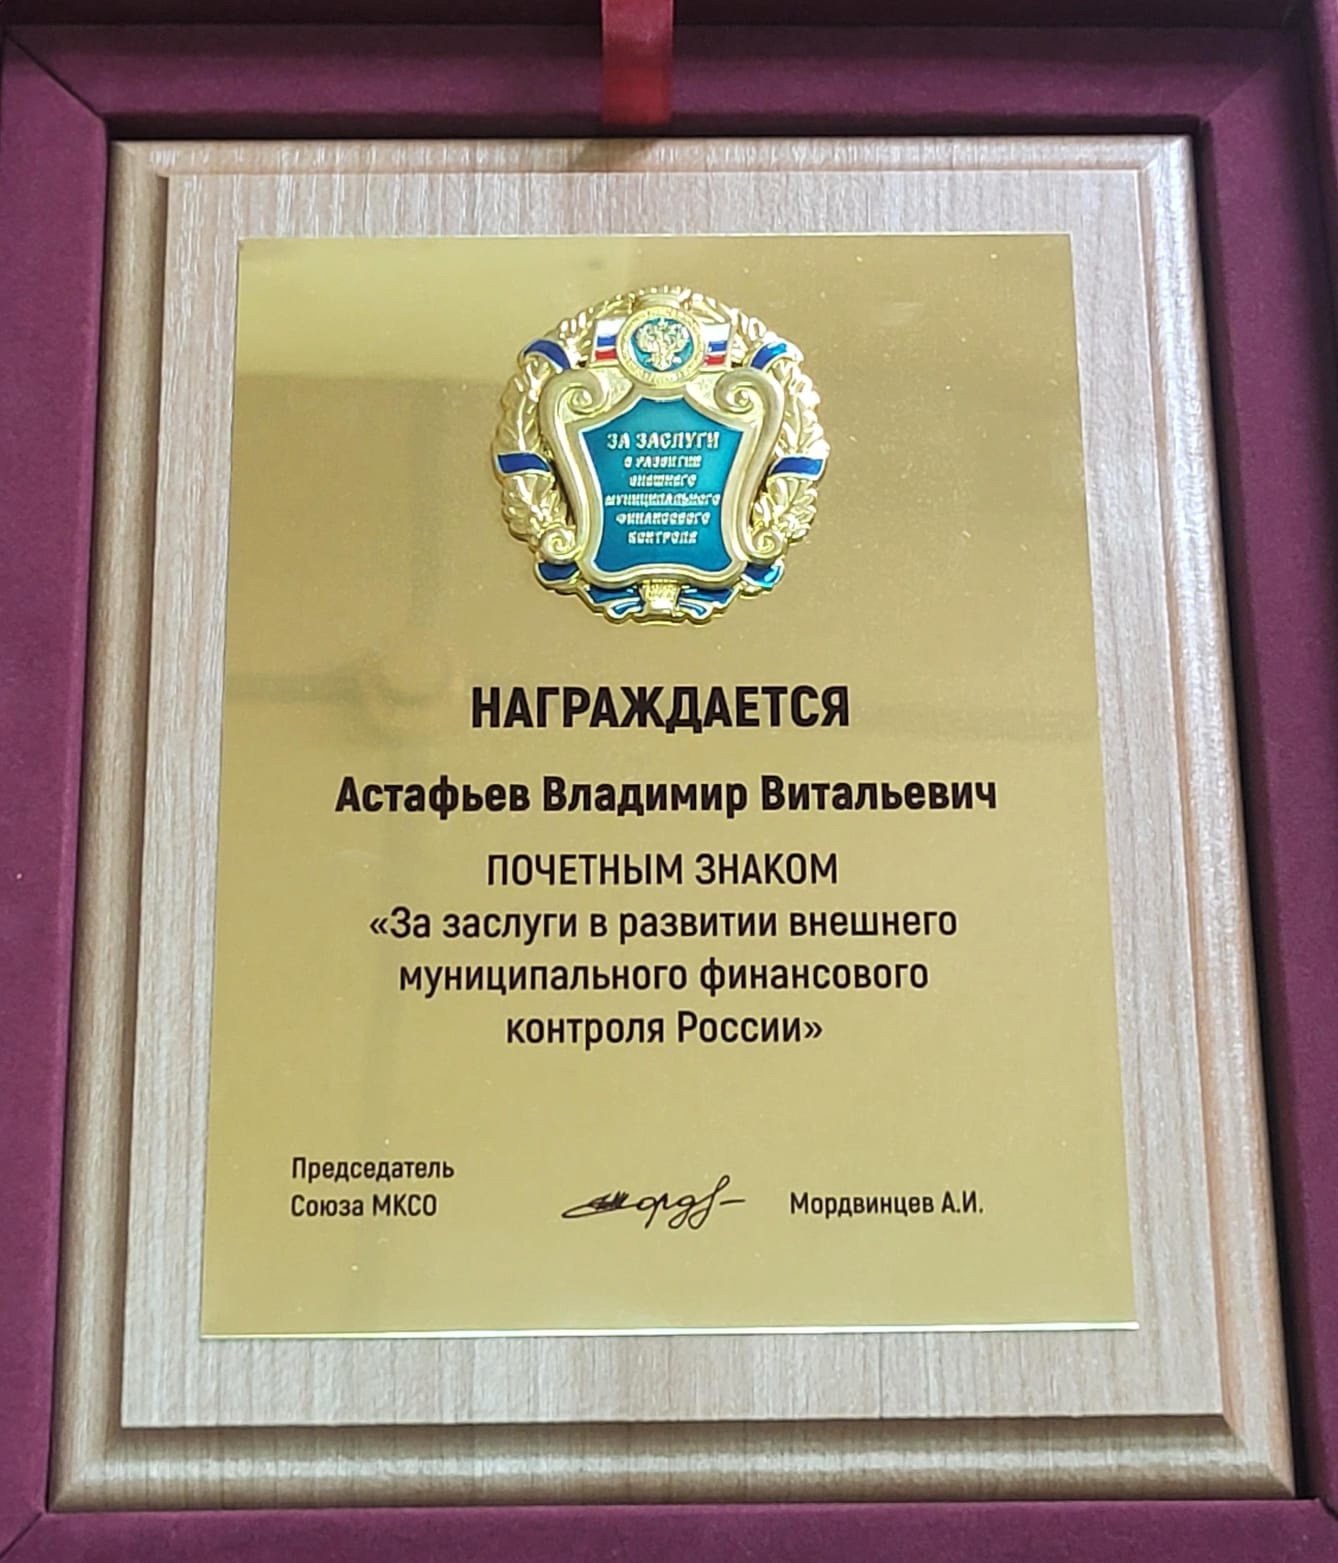 ЗА ЗАСЛУГИ
В РАЗВИТИИ
ВНЕШНЕГО
МУНИЦИПАЛЬНОГО
ФИНАНСОВОГО
КОНТРОЛЯ
НАГРАЖДАЕТСЯ
Астафьев Владимир Витальевич
ПОЧЕТНЫМ ЗНАКОМ
«За заслуги в развитии внешнего
муниципального финансового
контроля России»
Председатель
Союза МКСО
Мордвинцев А.И.